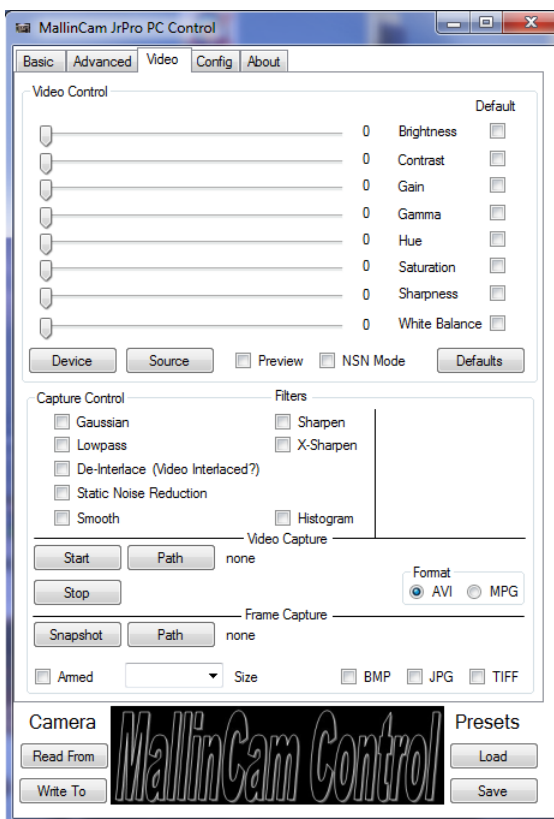 MallinCam JrPro PC Control
Basic Advanced Video Config About
Video Control
Default
0 Brightness
0 Contrast
0 Gain
0 Gamma
0 Hue
0 Saturation
0 Sharpness
0 White Balance
Device Source Preview NSN Mode Defaults
Capture Control Filters
Gaussian Sharpen
Lowpass X-Sharpen
De-Interlace (Video Interlaced?)
Static Noise Reduction
Smooth Histogram
Video Capture
Start Path none
Format
Stop AVI MPG
Frame Capture
Snapshot Path none
Armed Size BMP JPG TIFF
Camera MallinCam Control Presets
Read From Load
Write To Save